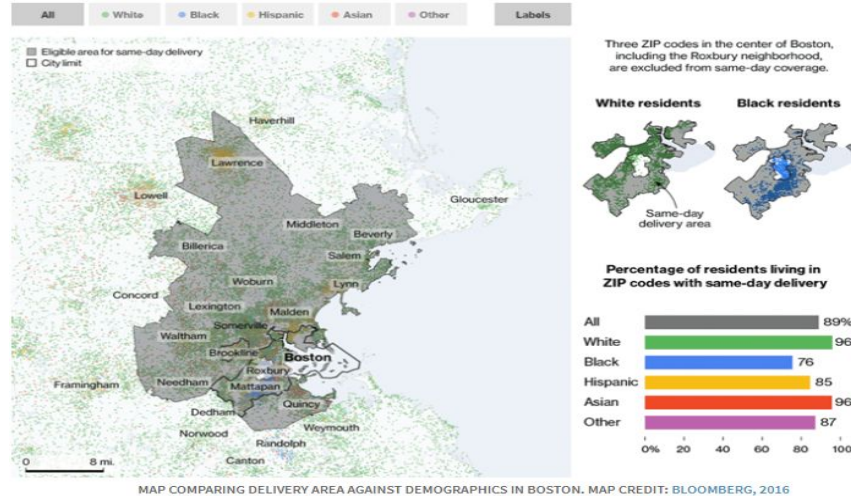 All
White
Black
Hispanic
Asian
Other
Labels
Eligible area for same-day delivery
City limit
Haverhill
Lawrence
Lowell
Gloucester
Middleton
Beverly
Billerica
Salem
Woburn
Lynn
Concord
Lexington
Malden
Somerville
Waltham
Brookline
Boston
Roxbury
Framingham
Needham
Mattapan
Quincy
Dedham
Weymouth
Norwood
Randolph
Canton
0 8 mi.
Three ZIP codes in the center of Boston,
including the Roxbury neighborhood,
are excluded from same-day coverage.
White residents
Black residents
Same-day
delivery area
Percentage of residents living in
ZIP codes with same-day delivery
All 89%
White 96
Black 76
Hispanic 85
Asian 96
Other 87
0% 20 40 60 80 100
MAP COMPARING DELIVERY AREA AGAINST DEMOGRAPHICS IN BOSTON. MAP CREDIT: BLOOMBERG, 2016